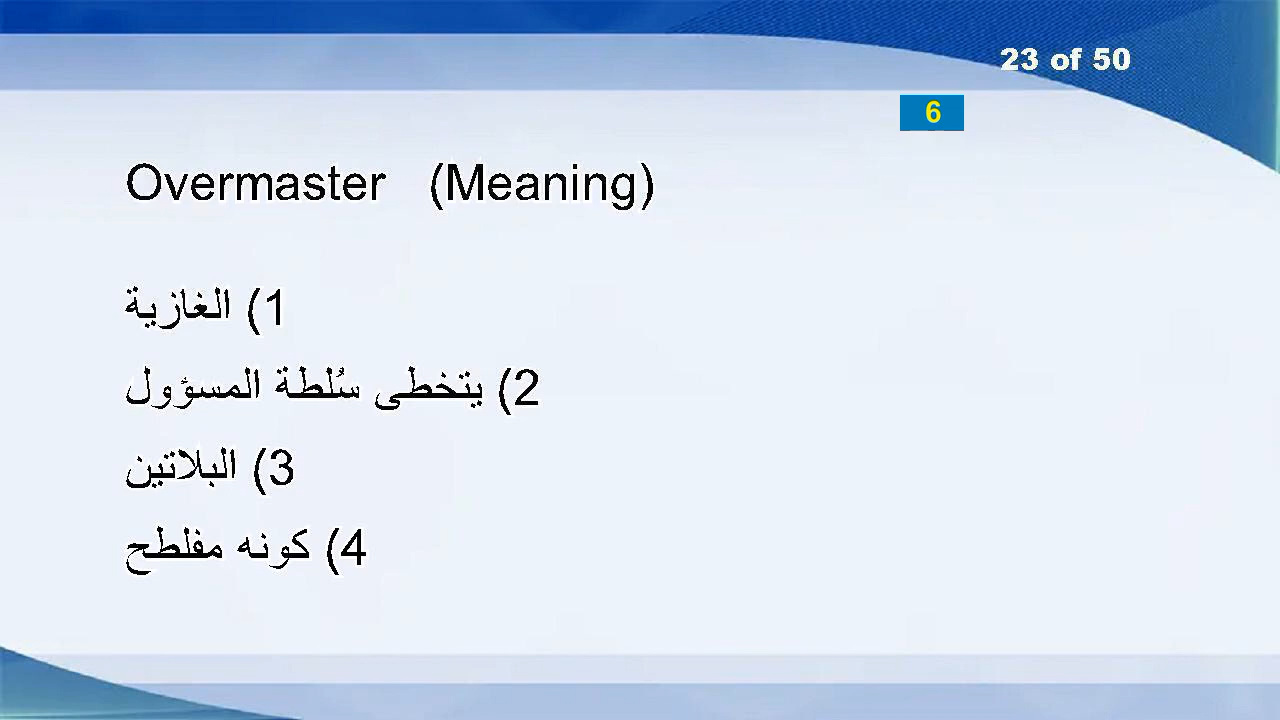 23 of 50
6
Overmaster (Meaning)
1) الغازية
2) يتخطى سُلطة المسؤول
3) البلاتين
4) كونه مفلطح